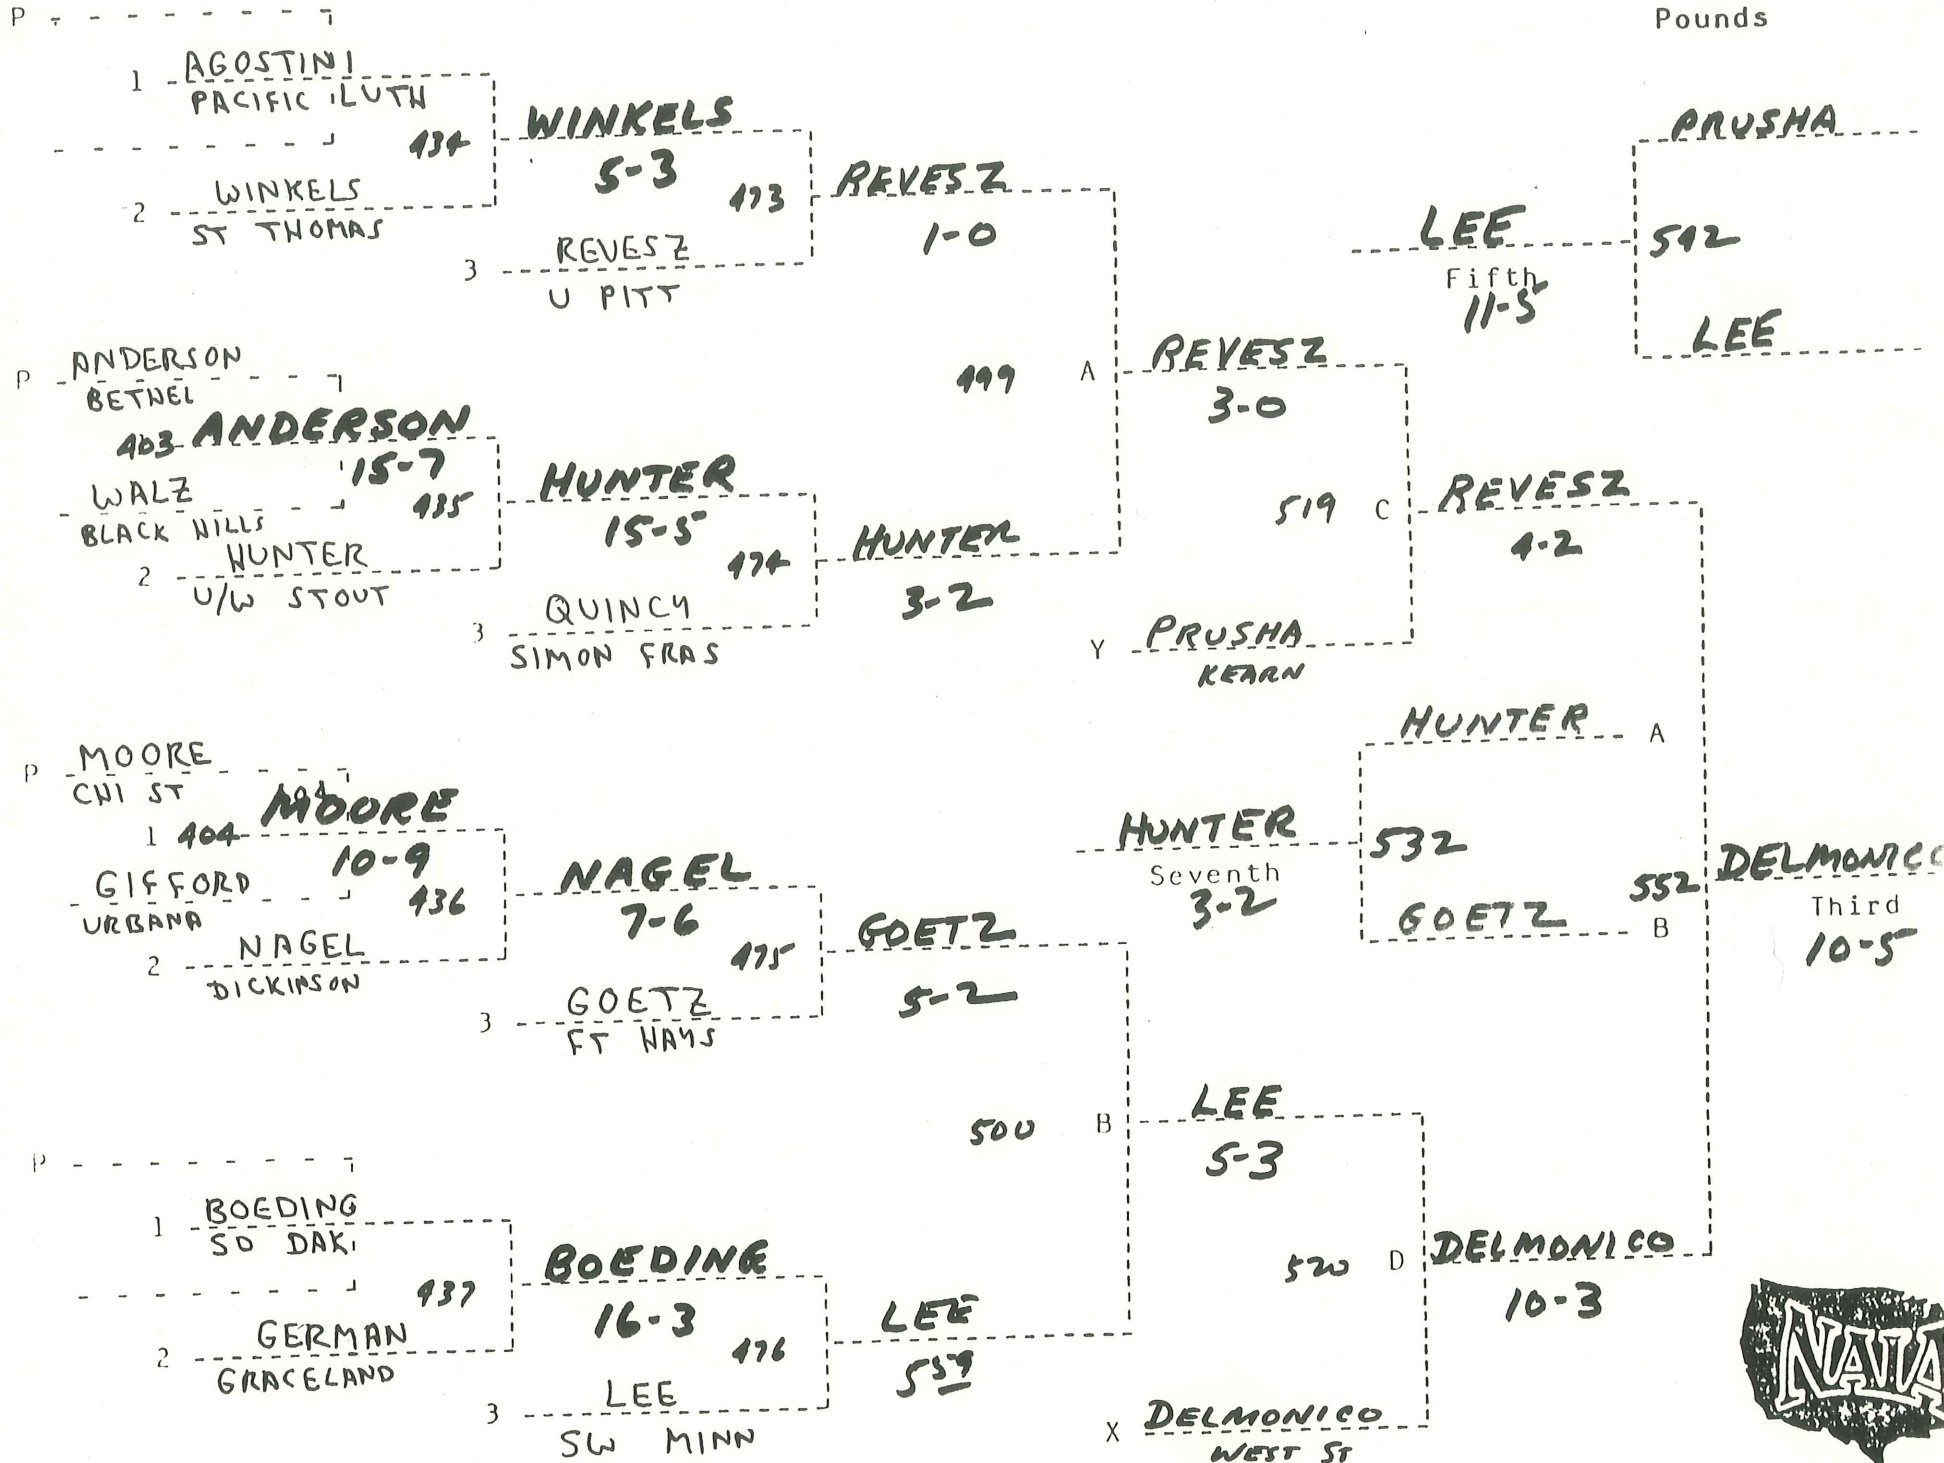 P
Pounds
1 AGOSTINI
PACIFIC LUTH
434
2 WINKELS
ST THOMAS
WINKELS
5-3
473
3 REVESZ
U PITT
REVESZ
1-0
P ANDERSON
BETHEL
403 ANDERSON
15-7
WALZ
BLACK HILLS
435
2 HUNTER
U/W STOUT
HUNTER
15-5
474
3 QUINCY
SIMON FRAS
HUNTER
3-2
499 A
REVESZ
3-0
519 C
Y PRUSHA
KEARN
REVESZ
4-2
PRUSHA
542
LEE
LEE
Fifth
11-5
P MOORE
CHI ST
1 404 MOORE
10-9
GIFFORD
URBANA
436
2 NAGEL
DICKINSON
NAGEL
7-6
475
3 GOETZ
FT HAYS
GOETZ
5-2
HUNTER A
532
GOETZ B
HUNTER
Seventh
3-2
552
DELMONICO
Third
10-5
P
1 BOEDING
SO DAK
437
2 GERMAN
GRACELAND
BOEDING
16-3
476
3 LEE
SW MINN
LEE
500 B
LEE
5-3
520 D
X DELMONICO
WEST ST
DELMONICO
10-3
NAIA